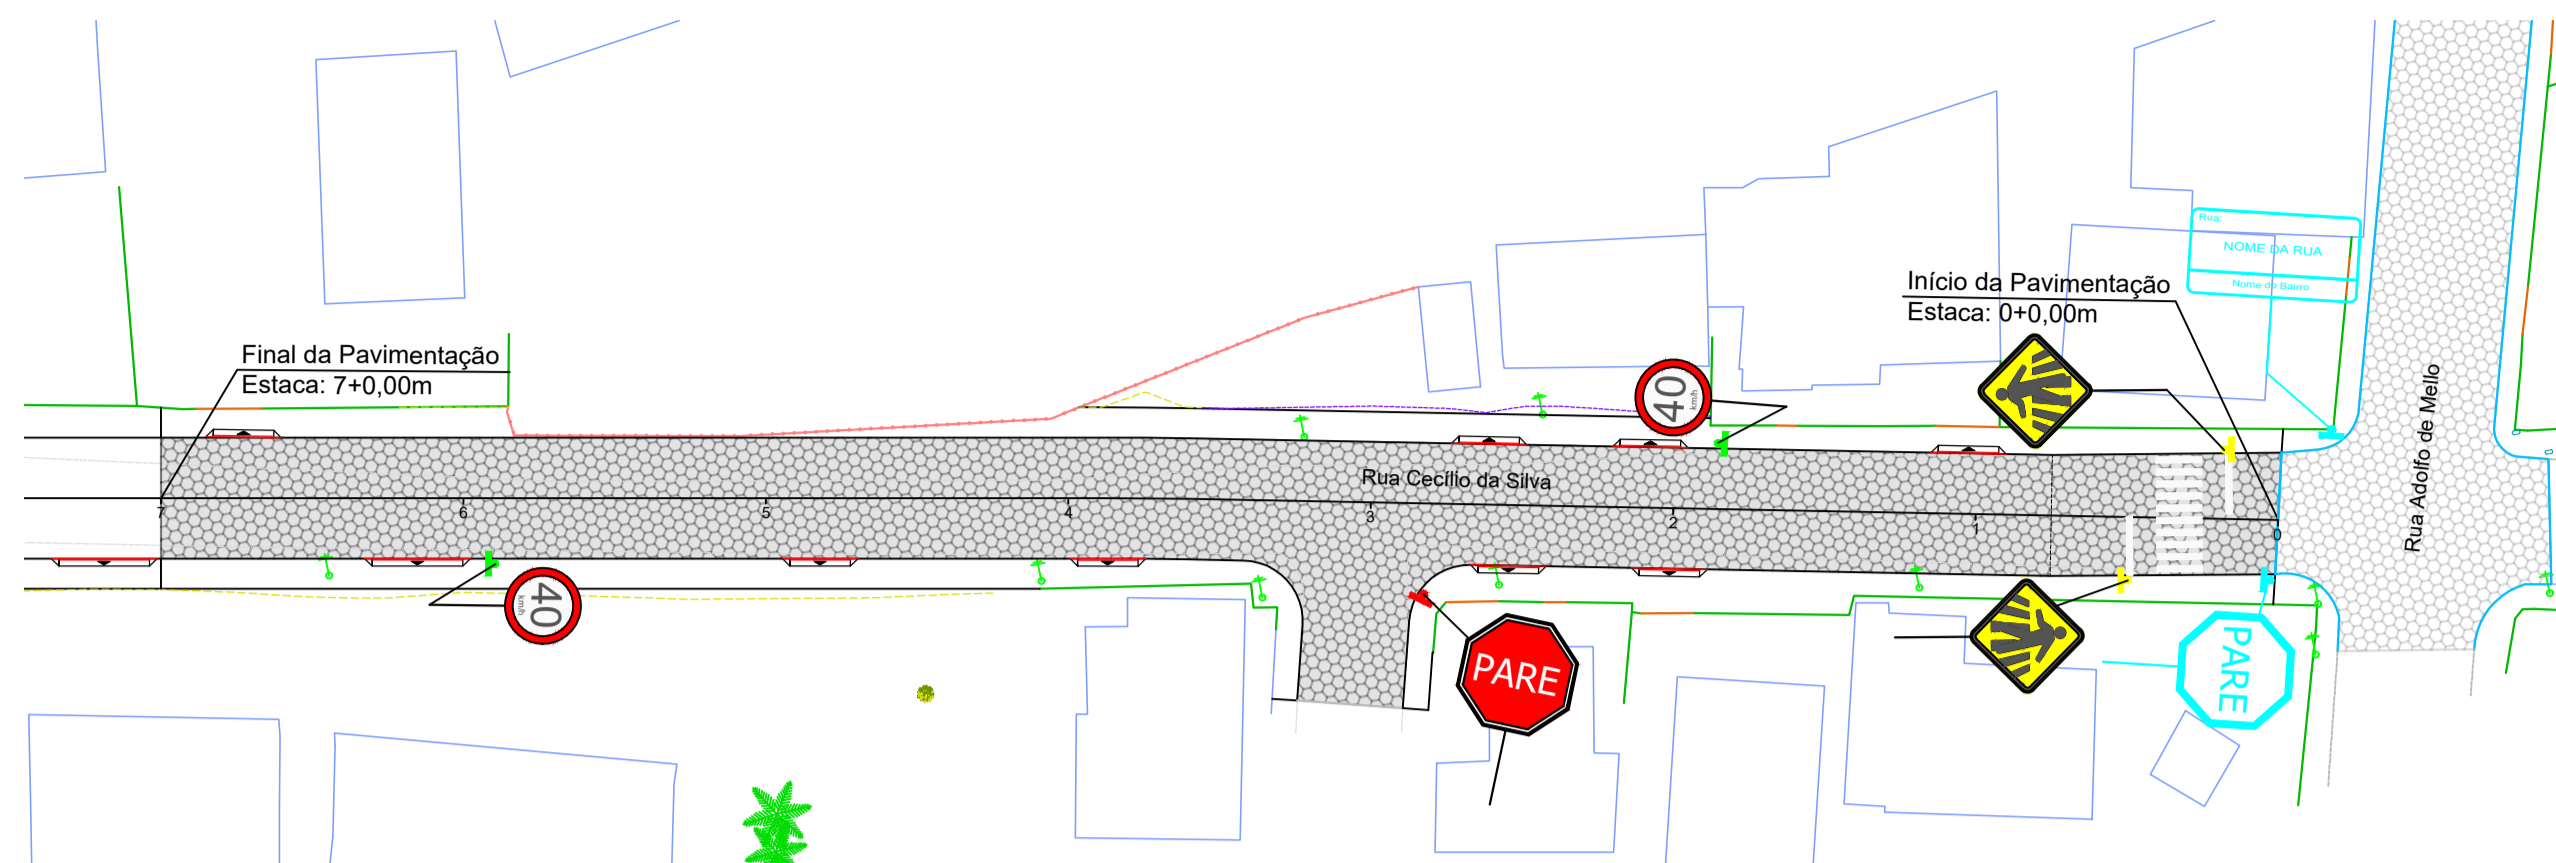 Rua:
NOME DA RUA
Nome do Bairro
Início da Pavimentação
Estaca: 0+0,00m
Final da Pavimentação
Estaca: 7+0,00m
40
km/h
Rua Cecílio da Silva
Rua Adolfo de Mello
7
6
5
4
3
2
1
0
40
km/h
PARE
PARE